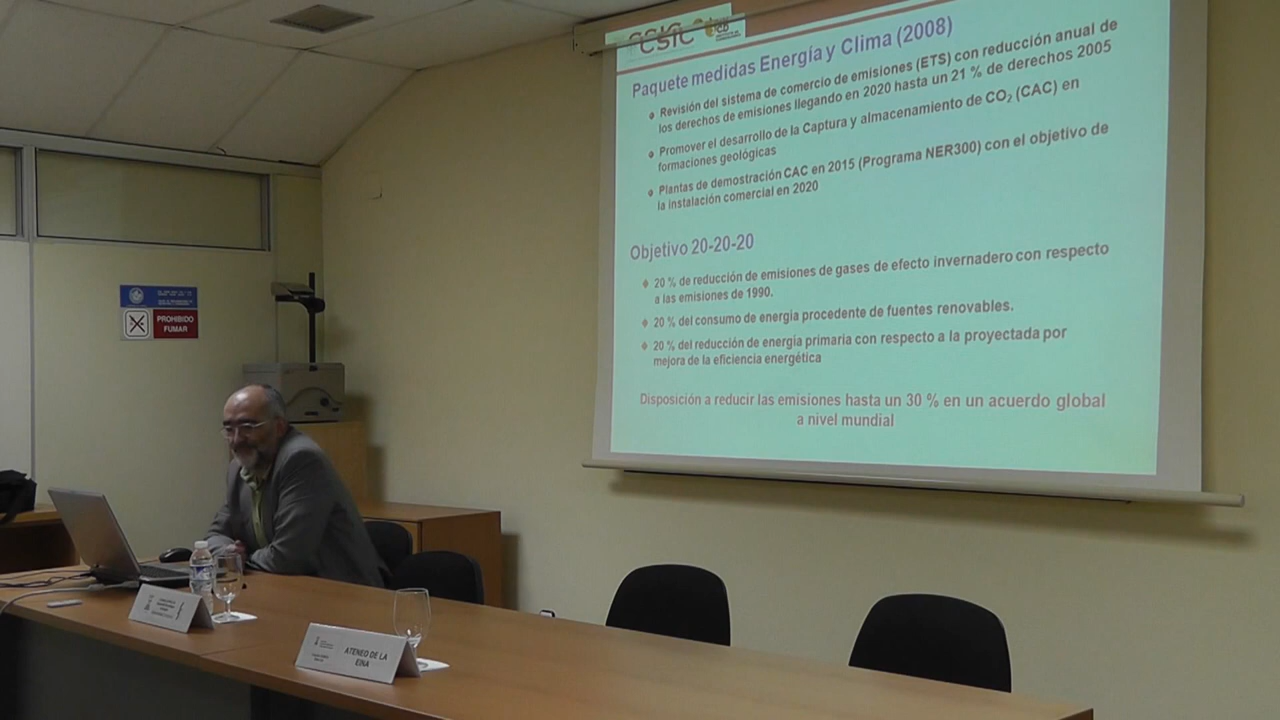 CSIC
Paquete medidas Energía y Clima (2008)
Revisión del sistema de comercio de emisiones (ETS) con reducción anual de
los derechos de emisiones llegando en 2020 hasta un 21 % de derechos 2005
Promover el desarrollo de la Captura y almacenamiento de CO₂ (CAC) en
formaciones geológicas
Plantas de demostración CAC en 2015 (Programa NER300) con el objetivo de
la instalación comercial en 2020
Objetivo 20-20-20
20 % de reducción de emisiones de gases de efecto invernadero con respecto
a las emisiones de 1990.
20 % del consumo de energía procedente de fuentes renovables.
20 % del reducción de energía primaria con respecto a la proyectada por
mejora de la eficiencia energética
Disposición a reducir las emisiones hasta un 30 % en un acuerdo global
a nivel mundial
PROHIBIDO
FUMAR
ATENEO DE LA
EINA